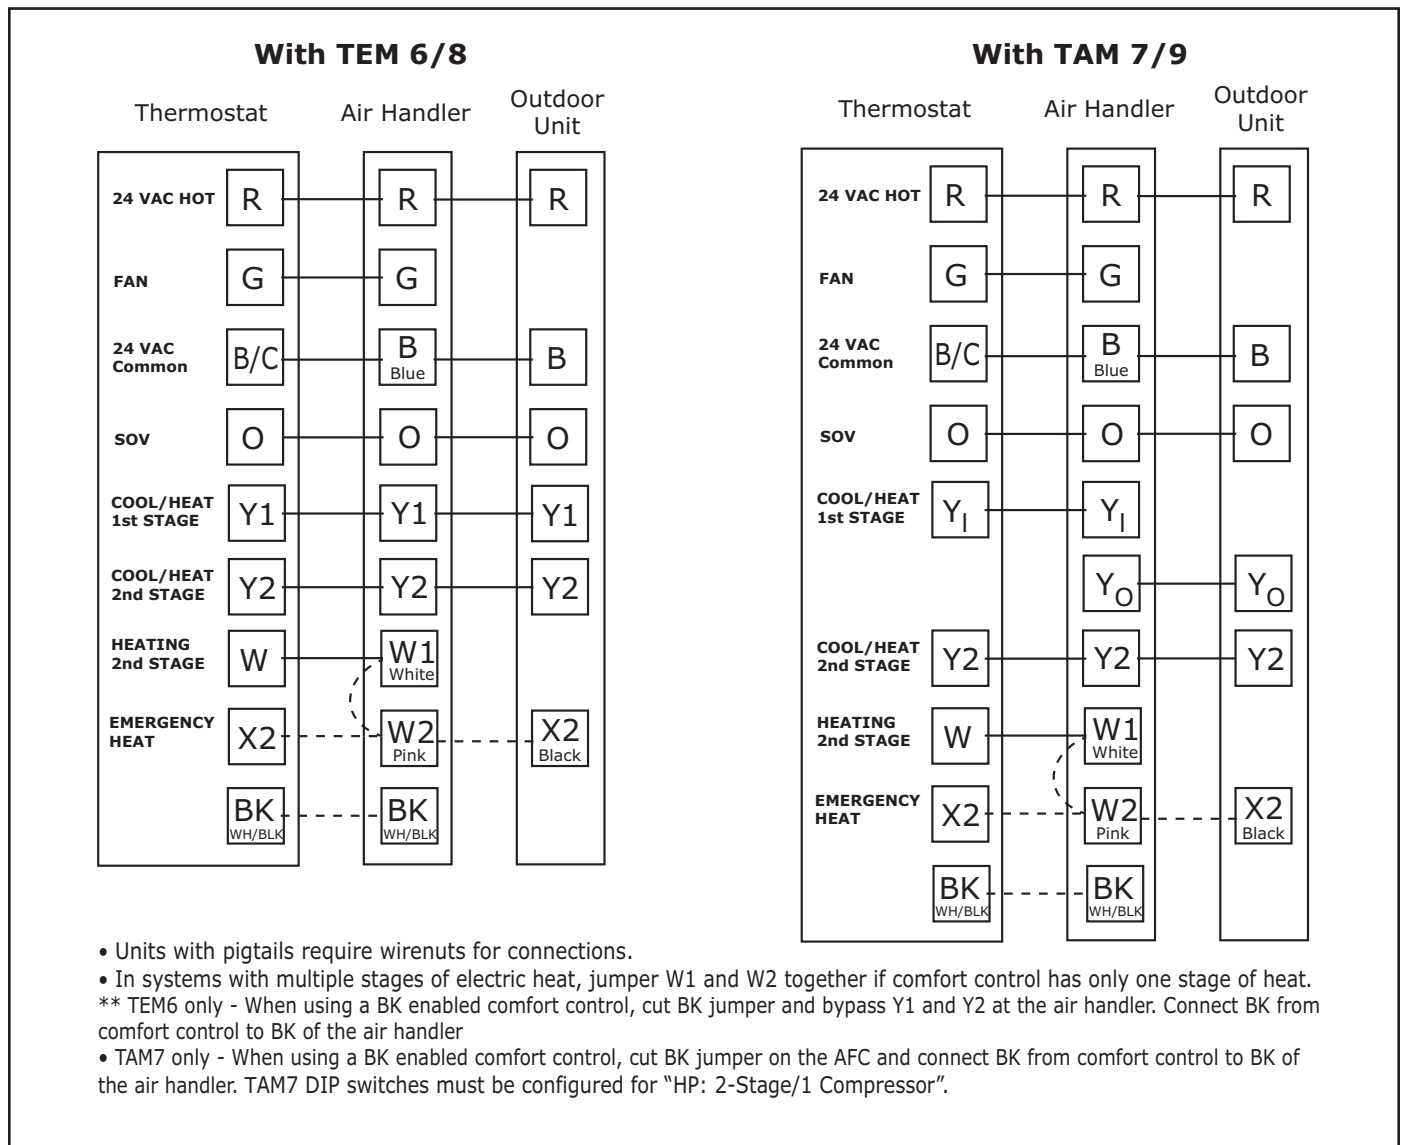 With TEM 6/8
Thermostat
Air Handler
Outdoor
Unit
24 VAC HOT R R R
FAN G G
24 VAC
Common
B/C B B
Blue
SOV O O O
COOL/HEAT
1st STAGE
Y1 Y1 Y1
COOL/HEAT
2nd STAGE
Y2 Y2 Y2
HEATING
2nd STAGE
W W1
White
EMERGENCY
HEAT
X2 W2 X2
Pink Black
BK BK
WH/BLK WH/BLK
With TAM 7/9
Thermostat
Air Handler
Outdoor
Unit
24 VAC HOT R R R
FAN G G
24 VAC
Common
B/C B B
Blue
SOV O O O
COOL/HEAT
1st STAGE
YI YI
YO YO
COOL/HEAT
2nd STAGE
Y2 Y2 Y2
HEATING
2nd STAGE
W W1
White
EMERGENCY
HEAT
X2 W2 X2
Pink Black
BK BK
WH/BLK WH/BLK
• Units with pigtails require wirenuts for connections.
• In systems with multiple stages of electric heat, jumper W1 and W2 together if comfort control has only one stage of heat.
** TEM6 only - When using a BK enabled comfort control, cut BK jumper and bypass Y1 and Y2 at the air handler. Connect BK from
comfort control to BK of the air handler
• TAM7 only - When using a BK enabled comfort control, cut BK jumper on the AFC and connect BK from comfort control to BK of
the air handler. TAM7 DIP switches must be configured for “HP: 2-Stage/1 Compressor”.